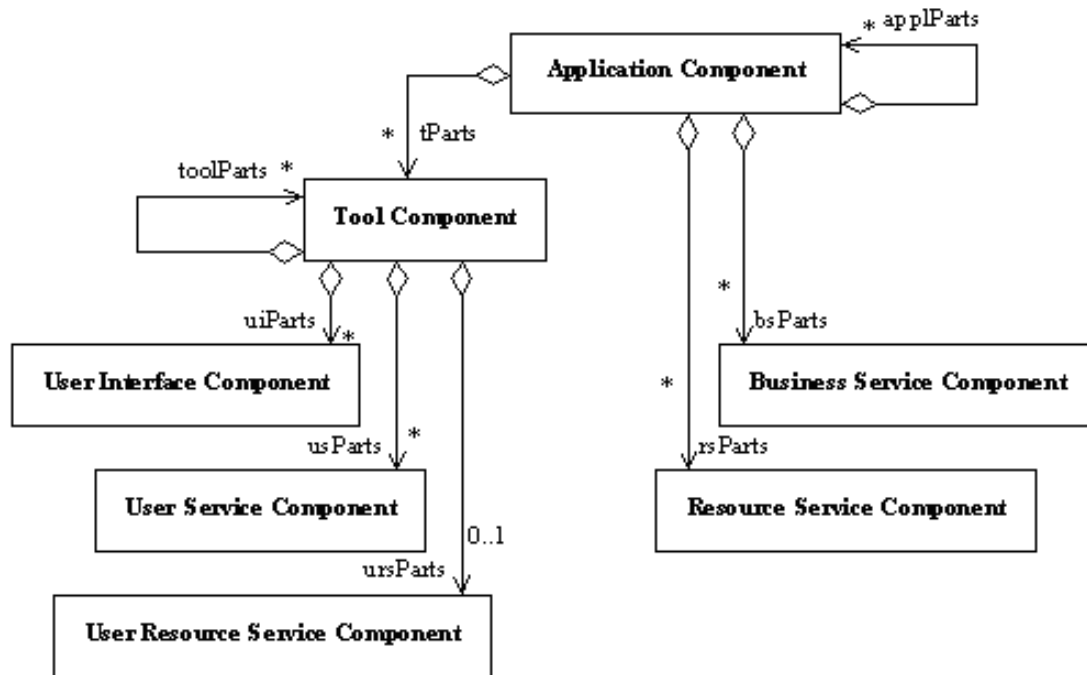 * applParts
Application Component
* tParts
toolParts *
Tool Component
uiParts *
* bsParts
User Interface Component
Business Service Component
*
usParts *
rsParts
User Service Component
Resource Service Component
0..1
ursParts
User Resource Service Component